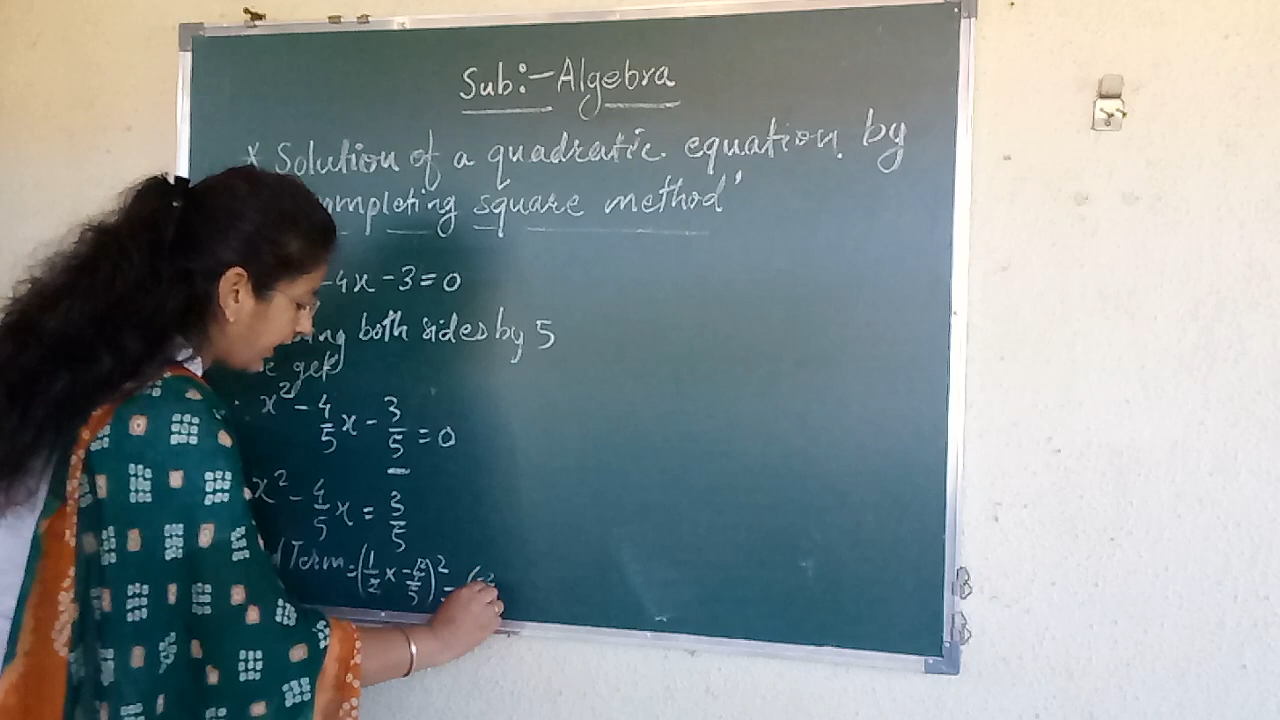 Sub:- Algebra
* Solution of a quadratic equation by
completing square method'
-4x - 3 = 0
both sides by 5
get
x² - 4/5 x - 3/5 = 0
x² - 4/5 x = 3/5
Term = (1/2 × -4/5)² = (